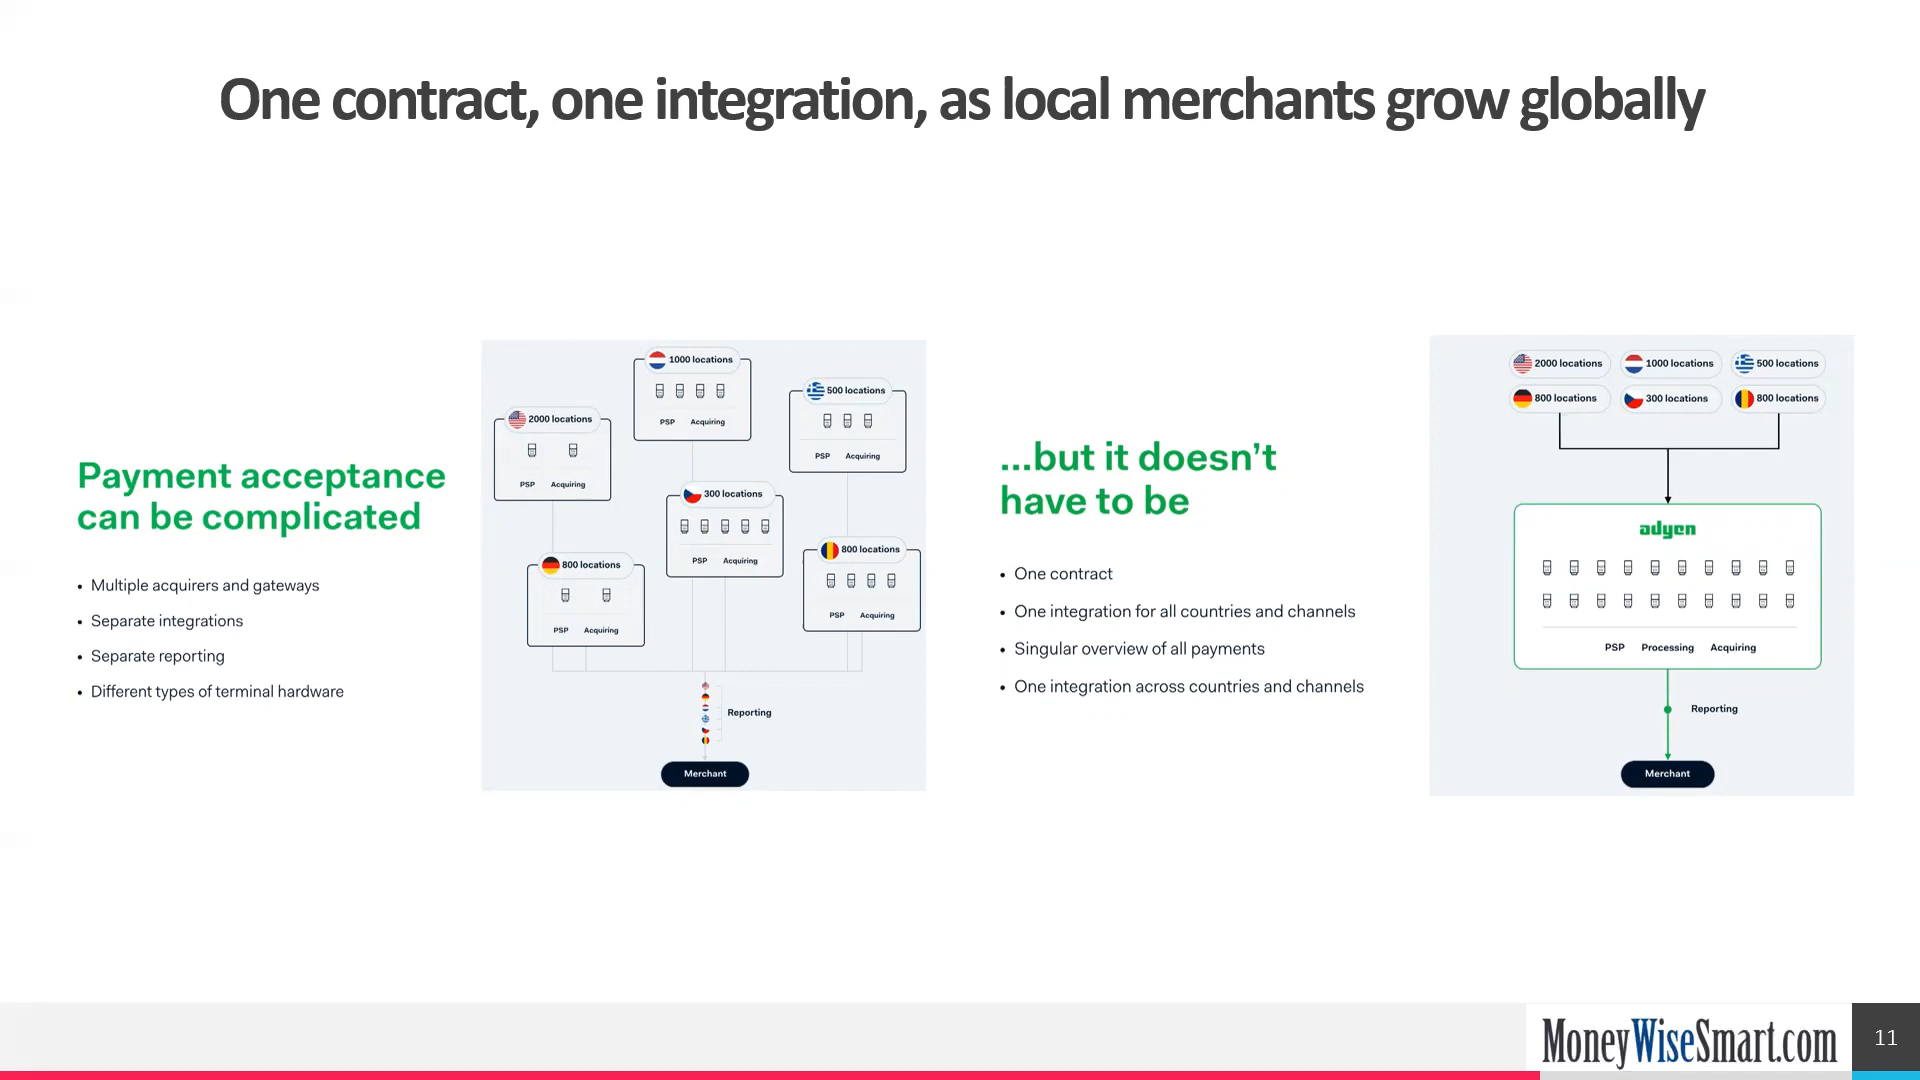 One contract, one integration, as local merchants grow globally
Payment acceptance
can be complicated
• Multiple acquirers and gateways
• Separate integrations
• Separate reporting
• Different types of terminal hardware
1000 locations
PSP Acquiring
500 locations
PSP Acquiring
2000 locations
PSP Acquiring
300 locations
PSP Acquiring
800 locations
PSP Acquiring
800 locations
PSP Acquiring
Reporting
Merchant
...but it doesn't
have to be
• One contract
• One integration for all countries and channels
• Singular overview of all payments
• One integration across countries and channels
2000 locations 1000 locations 500 locations
800 locations 300 locations 800 locations
adyen
PSP Processing Acquiring
Reporting
Merchant
MoneyWiseSmart.com
11